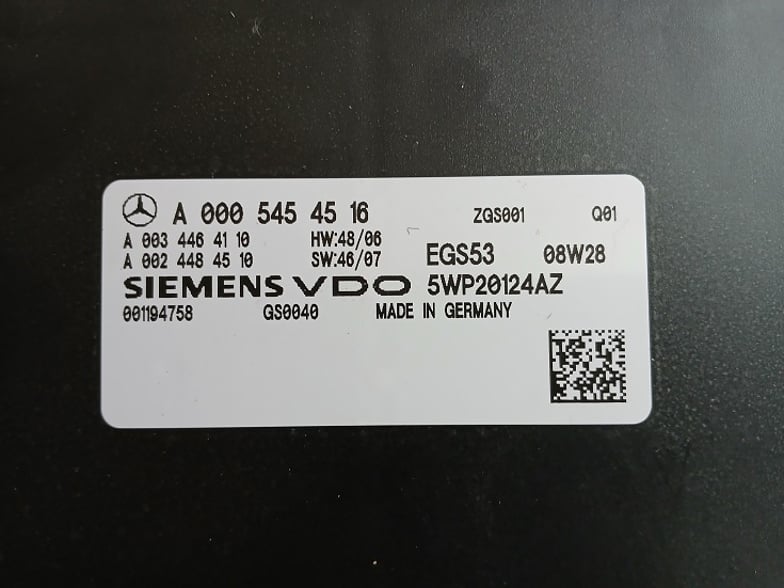 A 000 545 45 16 ZGS001 Q01
A 003 446 41 10 HW:48/06
A 002 448 45 10 SW:46/07 EGS53 08W28
SIEMENS VDO 5WP20124AZ
001194758 GS0040 MADE IN GERMANY